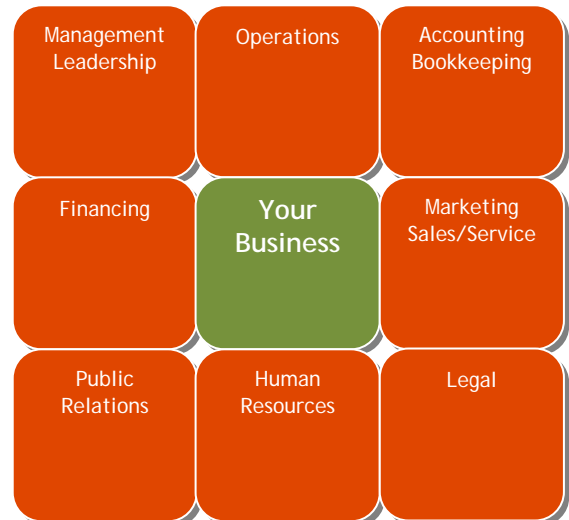 Management
Leadership
Operations
Accounting
Bookkeeping
Financing
Your
Business
Marketing
Sales/Service
Public
Relations
Human
Resources
Legal